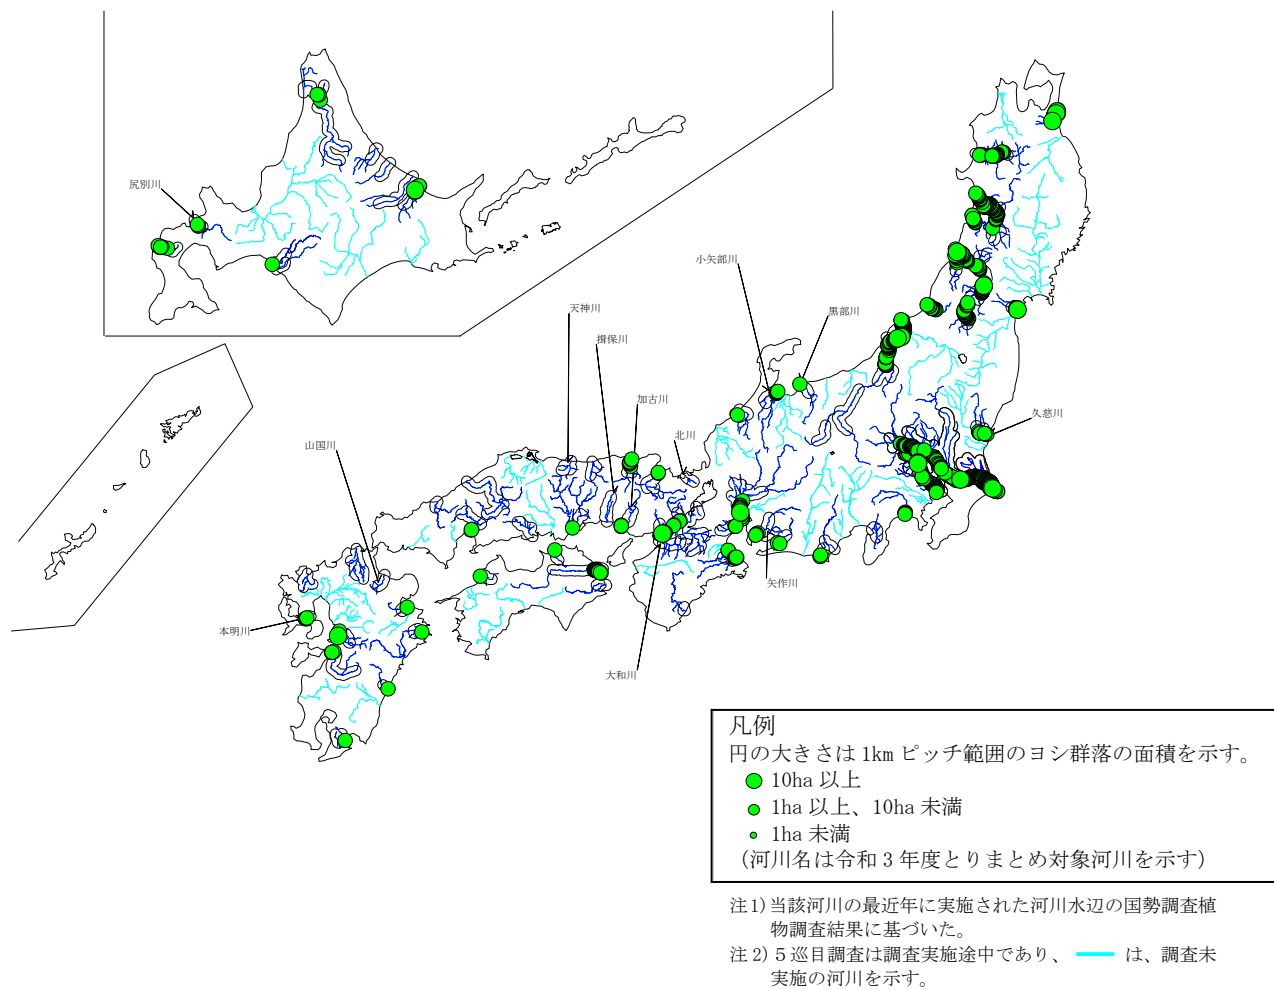 尻別川
小矢部川
黒部川
天神川
揖保川
加古川
北川
久慈川
山国川
矢作川
本明川
大和川
凡例
円の大きさは 1km ピッチ範囲のヨシ群落の面積を示す。
10ha 以上
1ha 以上、10ha 未満
1ha 未満
(河川名は令和 3 年度とりまとめ対象河川を示す)
注1)当該河川の最近年に実施された河川水辺の国勢調査植
物調査結果に基づいた。
注 2)５巡目調査は調査実施途中であり、 は、調査未
実施の河川を示す。